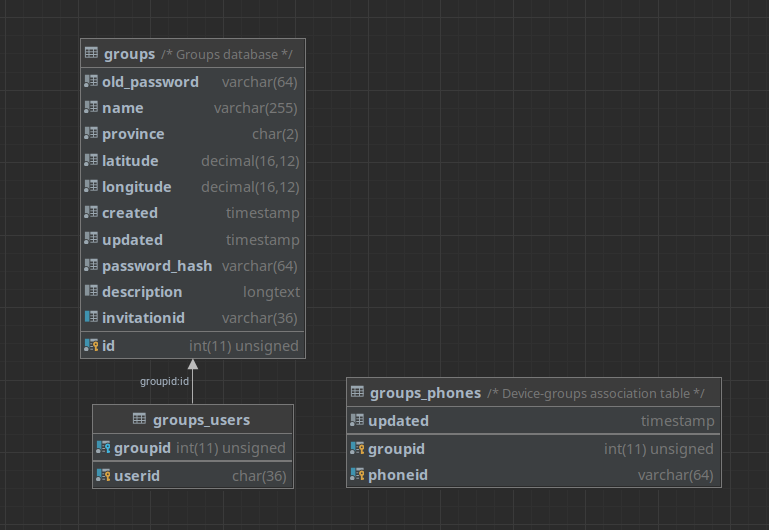 groups /* Groups database */
old_password varchar(64)
name varchar(255)
province char(2)
latitude decimal(16,12)
longitude decimal(16,12)
created timestamp
updated timestamp
password_hash varchar(64)
description longtext
invitationid varchar(36)
id int(11) unsigned
groupid:id
groups_users
groupid int(11) unsigned
userid char(36)
groups_phones /* Device-groups association table */
updated timestamp
groupid int(11) unsigned
phoneid varchar(64)